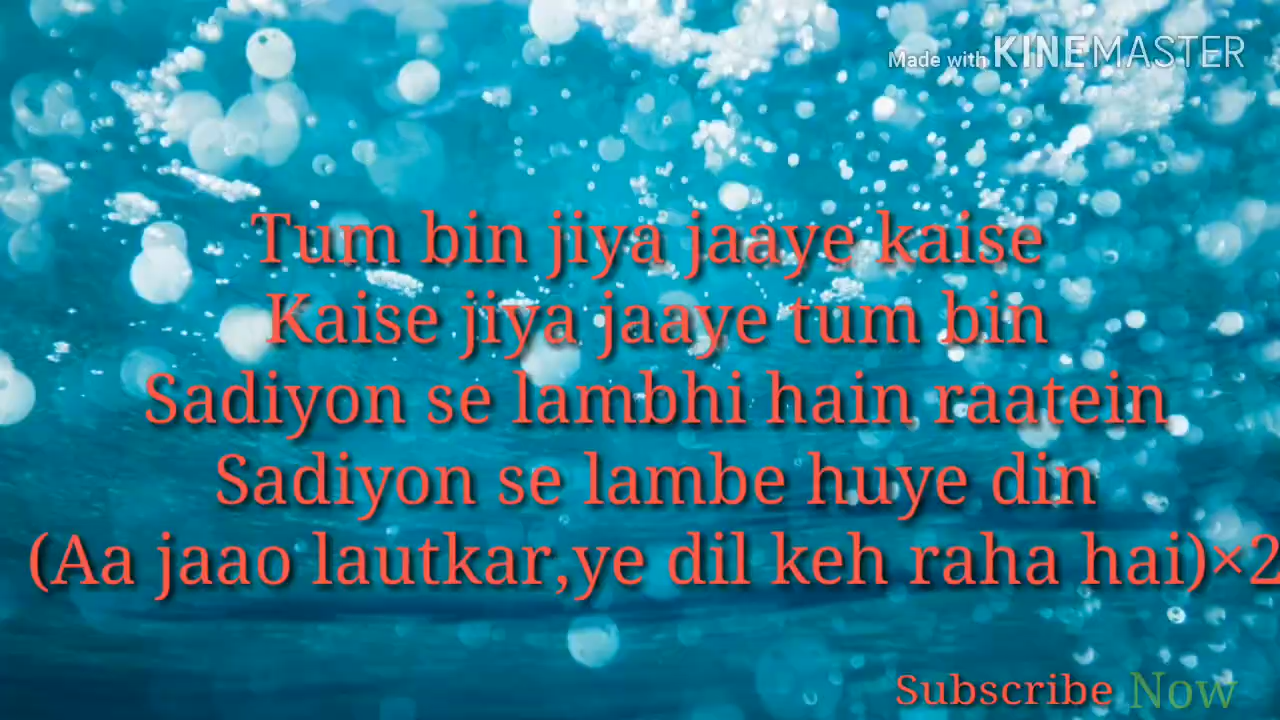 Made with KINEMASTER
Tum bin jiya jaaye kaise
Kaise jiya jaaye tum bin
Sadiyon se lambhi hain raatein
Sadiyon se lambe huye din
(Aa jaao lautkar,ye dil keh raha hai)×2
Subscribe Now